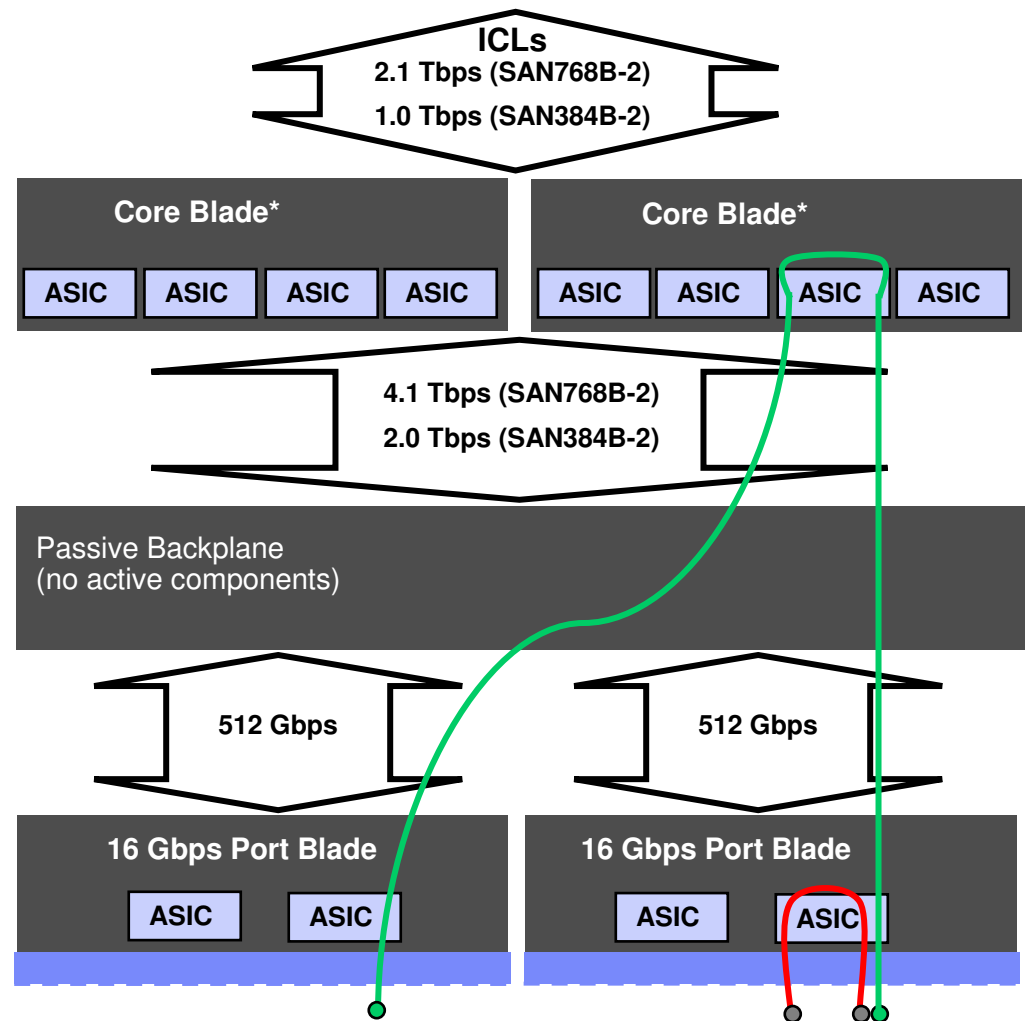 ICLs
2.1 Tbps (SAN768B-2)
1.0 Tbps (SAN384B-2)
Core Blade*
Core Blade*
ASIC ASIC ASIC ASIC
ASIC ASIC ASIC ASIC
4.1 Tbps (SAN768B-2)
2.0 Tbps (SAN384B-2)
Passive Backplane
(no active components)
512 Gbps
512 Gbps
16 Gbps Port Blade
16 Gbps Port Blade
ASIC ASIC
ASIC ASIC